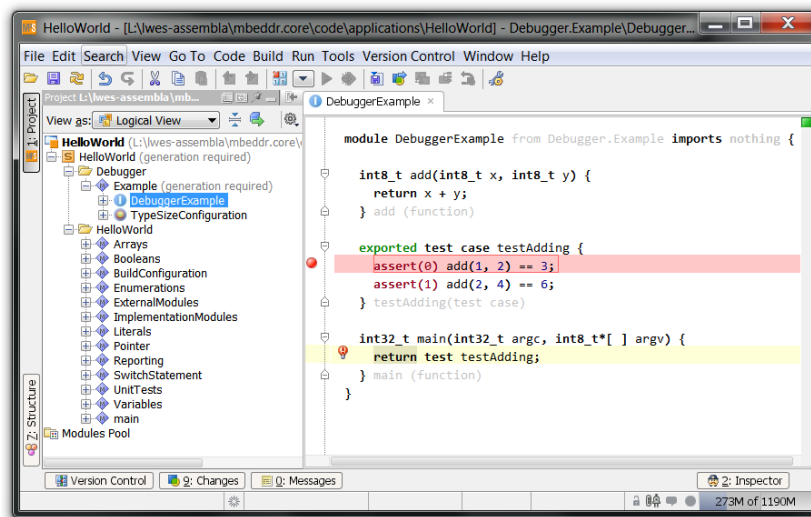 HelloWorld - [L:\lwes-assembla\mbeddr.core\code\applications\HelloWorld] - Debugger.Example\Debugger...
File Edit Search View Go To Code Build Run Tools Version Control Window Help
Project L:\lwes-assembla\mb...
DebuggerExample
1: Project
View as: Logical View
HelloWorld (L:\lwes-assembla\mbeddr.core\
HelloWorld (generation required)
Debugger
Example (generation required)
DebuggerExample
TypeSizeConfiguration
HelloWorld
Arrays
Booleans
BuildConfiguration
Enumerations
ExternalModules
ImplementationModules
Literals
Pointer
Reporting
SwitchStatement
UnitTests
Variables
main
Modules Pool
Z: Structure
module DebuggerExample from Debugger.Example imports nothing {
int8_t add(int8_t x, int8_t y) {
return x + y;
} add (function)
exported test case testAdding {
assert(0) add(1, 2) == 3;
assert(1) add(2, 4) == 6;
} testAdding(test case)
int32_t main(int32_t argc, int8_t*[ ] argv) {
return test testAdding;
} main (function)
}
Version Control 9: Changes 0: Messages 2: Inspector
273M of 1190M